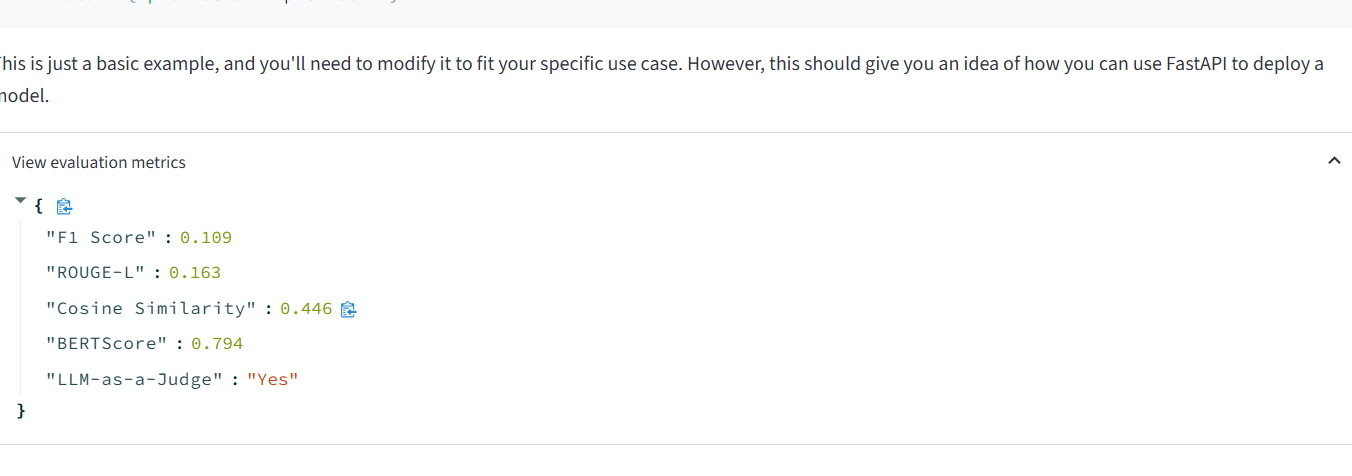 This is just a basic example, and you'll need to modify it to fit your specific use case. However, this should give you an idea of how you can use FastAPI to deploy a
model.
View evaluation metrics
{
"F1 Score" : 0.109
"ROUGE-L" : 0.163
"Cosine Similarity" : 0.446
"BERTScore" : 0.794
"LLM-as-a-Judge" : "Yes"
}